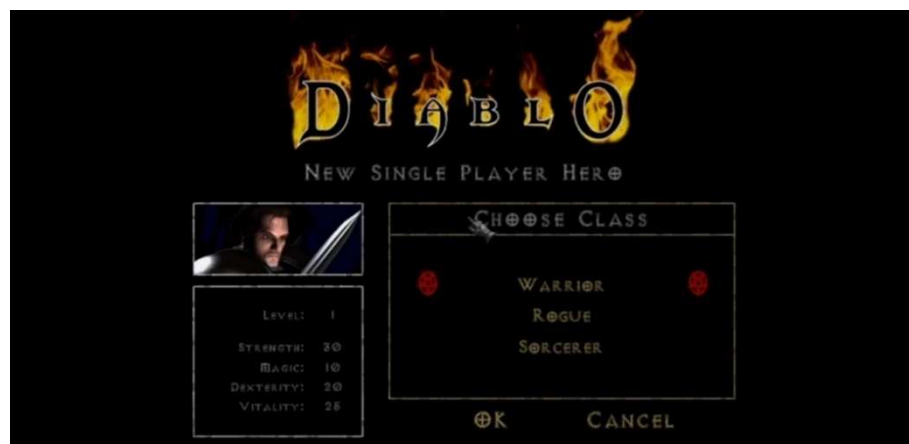 DIABLO
NEW SINGLE PLAYER HERO
CHOOSE CLASS
WARRIOR
ROGUE
SORCERER
LEVEL: 1
STRENGTH: 30
MAGIC: 10
DEXTERITY: 20
VITALITY: 25
OK CANCEL